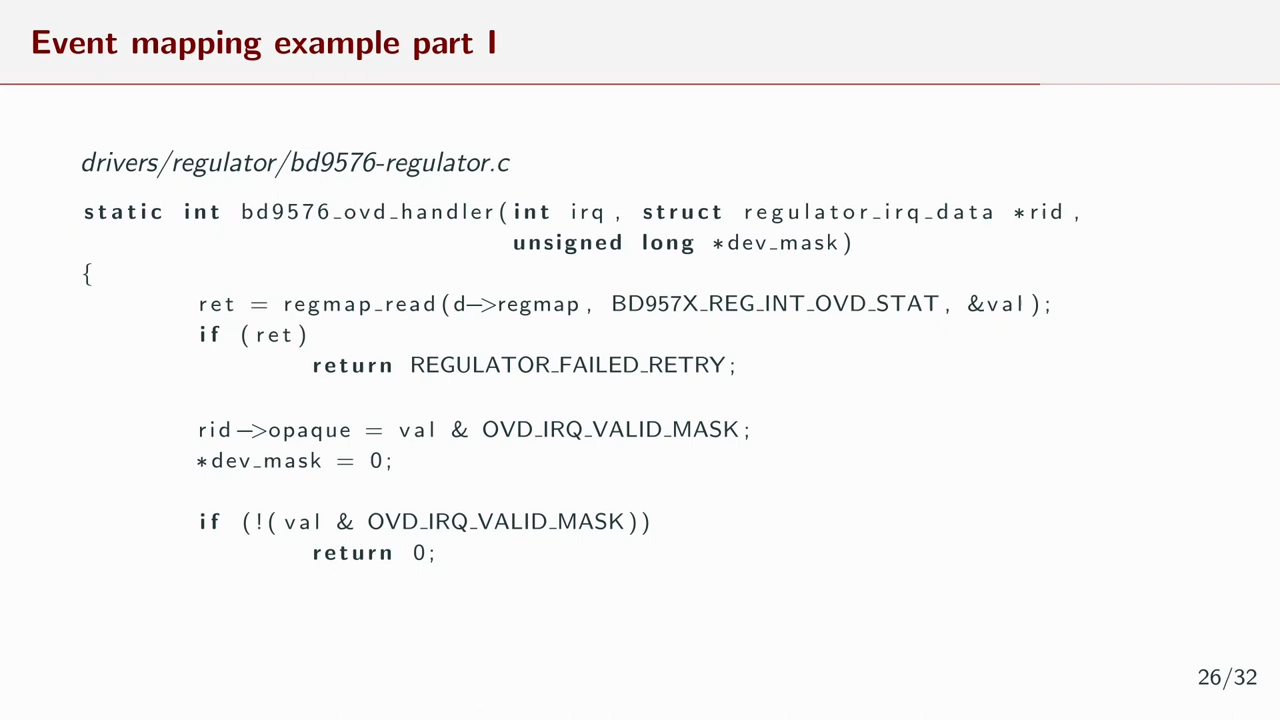 Event mapping example part I
drivers/regulator/bd9576-regulator.c
static int bd9576_ovd_handler(int irq, struct regulator_irq_data *rid,
unsigned long *dev_mask)
{
ret = regmap_read(d->regmap, BD957X_REG_INT_OVD_STAT, &val);
if (ret)
return REGULATOR_FAILED_RETRY;
rid->opaque = val & OVD_IRQ_VALID_MASK;
*dev_mask = 0;
if (!(val & OVD_IRQ_VALID_MASK))
return 0;
26/32